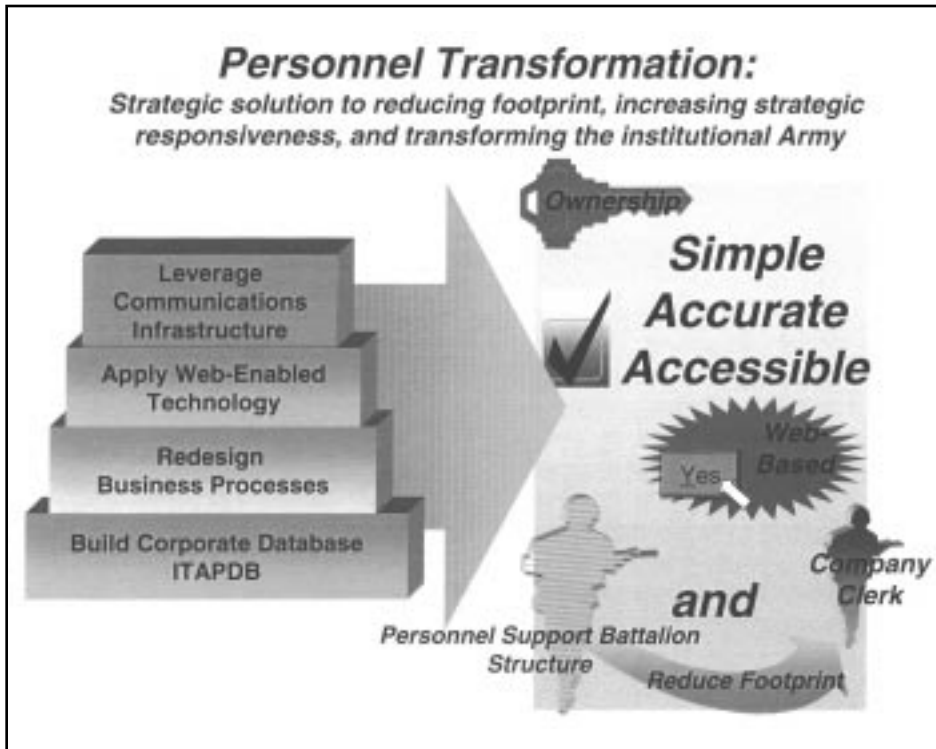 Personnel Transformation:
Strategic solution to reducing footprint, increasing strategic
responsiveness, and transforming the institutional Army
Leverage
Communications
Infrastructure
Apply Web-Enabled
Technology
Redesign
Business Processes
Build Corporate Database
ITAPDB
Ownership
Simple
Accurate
Accessible
Web-
Based
Yes
and
Company
Clerk
Personnel Support Battalion
Structure
Reduce Footprint